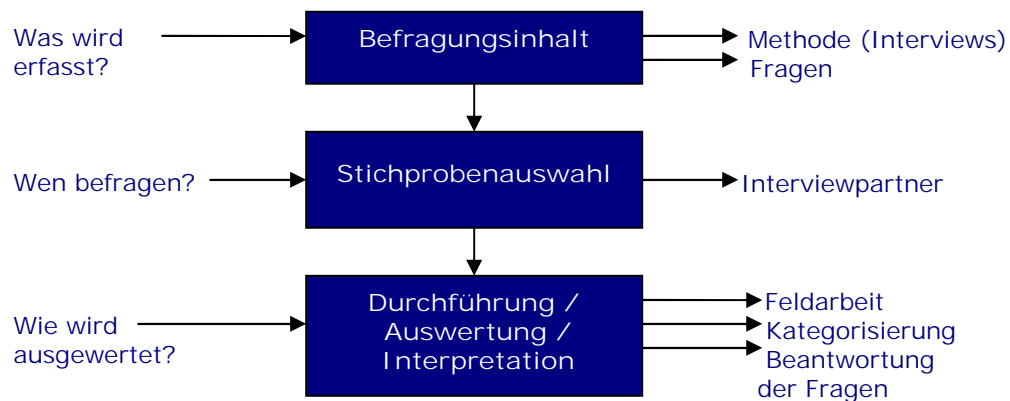 Was wird
erfasst?
Befragungsinhalt
Methode (Interviews)
Fragen
Wen befragen?
Stichprobenauswahl
Interviewpartner
Wie wird
ausgewertet?
Durchführung /
Auswertung /
Interpretation
Feldarbeit
Kategorisierung
Beantwortung
der Fragen